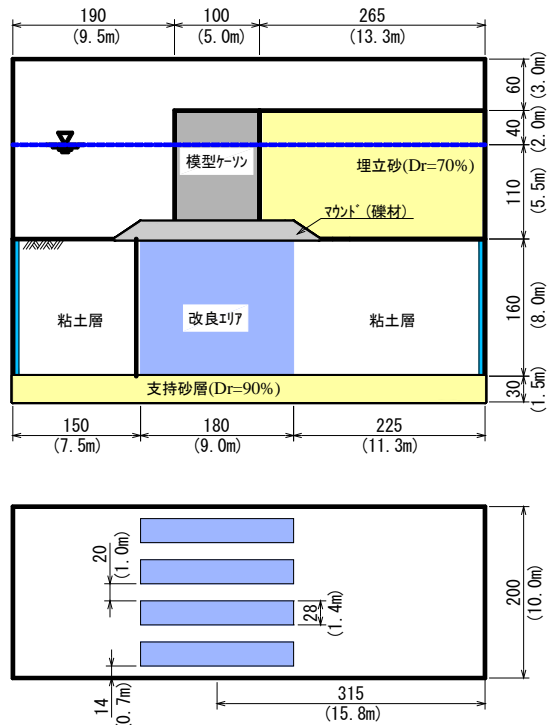 190
(9.5m)
100
(5.0m)
265
(13.3m)
60
(3.0m)
40
(2.0m)
模型ケーソン
埋立砂(Dr=70%)
110
(5.5m)
マウンド(礫材)
粘土層
改良エリア
粘土層
160
(8.0m)
支持砂層(Dr=90%)
30
(1.5m)
150
(7.5m)
180
(9.0m)
225
(11.3m)
20
(1.0m)
28
(1.4m)
200
(10.0m)
14
(0.7m)
315
(15.8m)